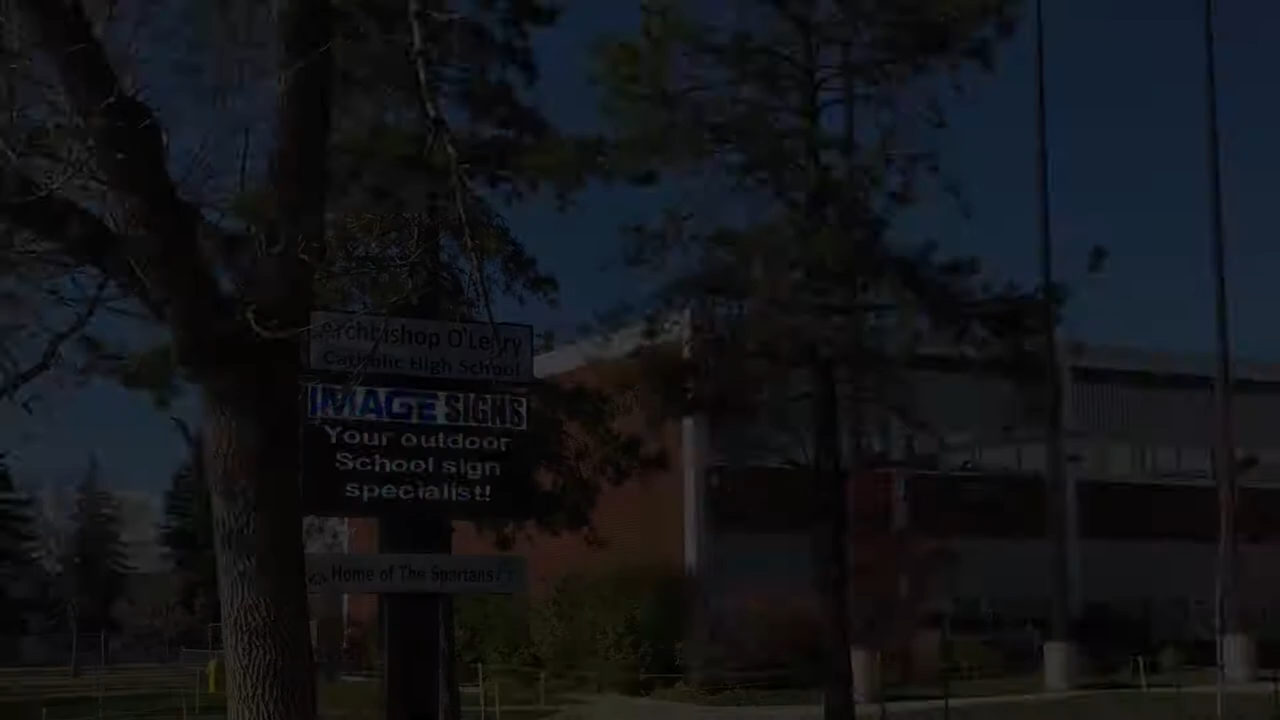 Archbishop O'Leary
Catholic High School
IMAGE SIGNS
Your outdoor
School sign
specialist!
Home of The Spartans